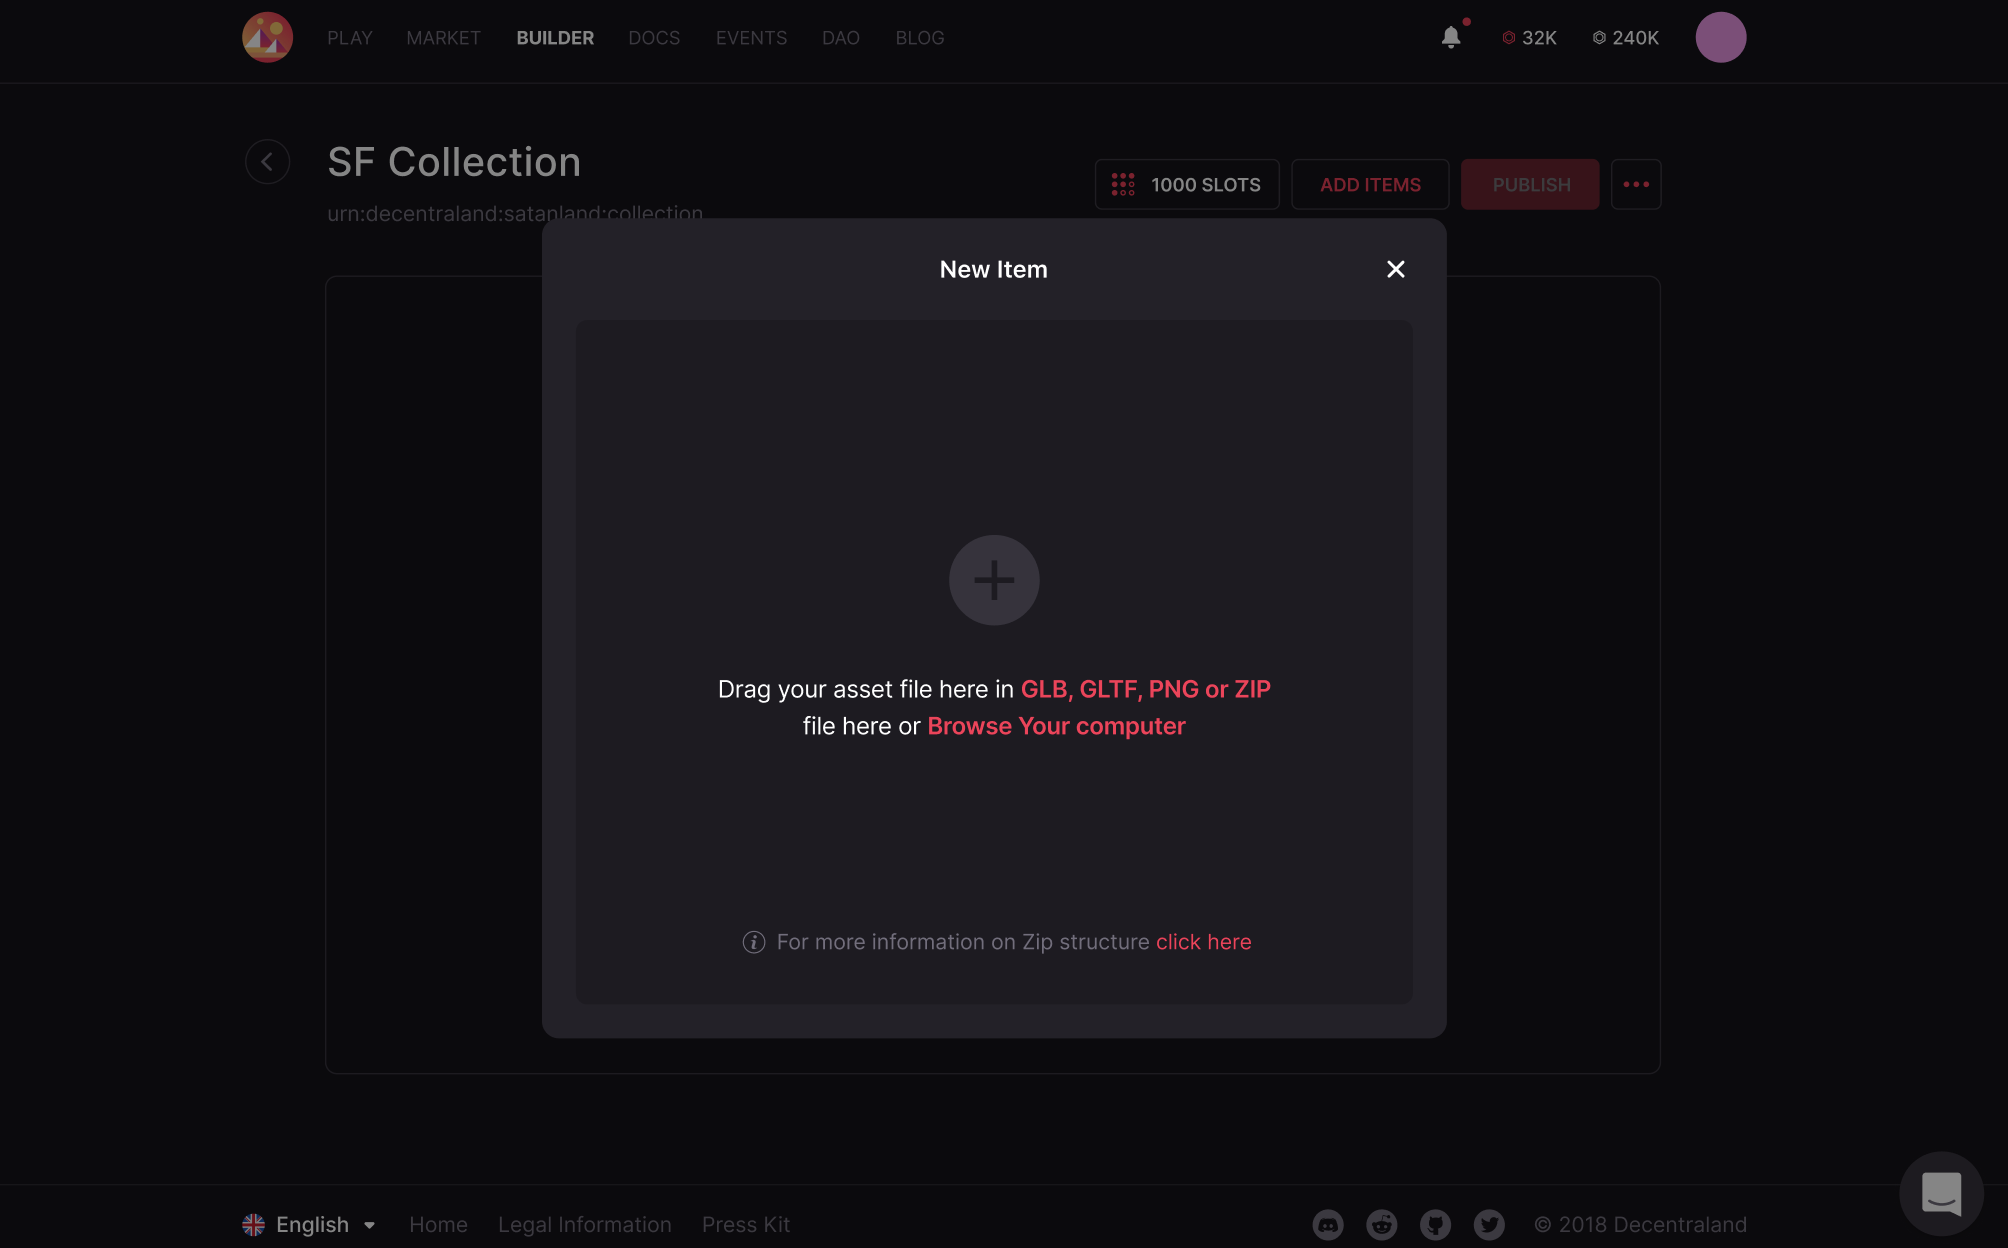 PLAY MARKET BUILDER DOCS EVENTS DAO BLOG 32K 240K
SF Collection
1000 SLOTS ADD ITEMS PUBLISH
urn:decentraland:satanland:collection
New Item
Drag your asset file here in GLB, GLTF, PNG or ZIP
file here or Browse Your computer
For more information on Zip structure click here
English Home Legal Information Press Kit © 2018 Decentraland